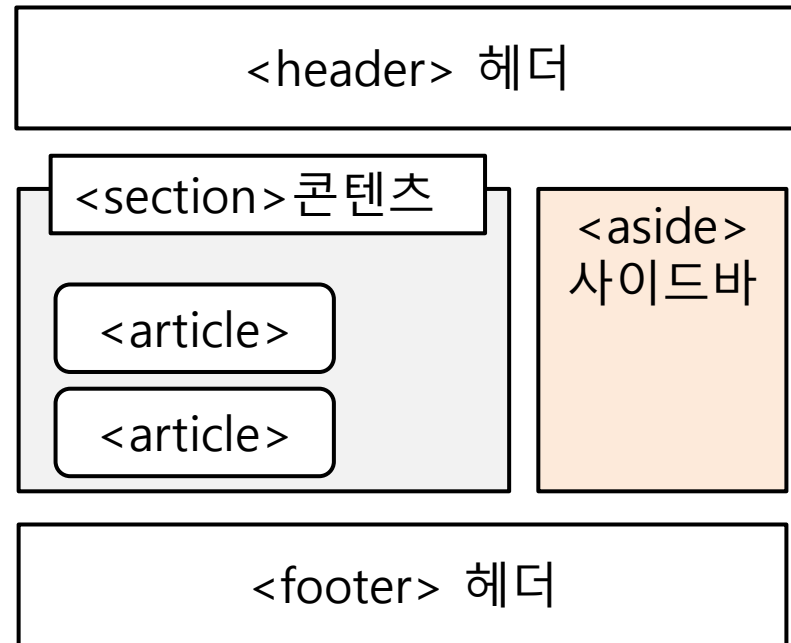 <header> 헤더
<section>콘텐츠
<article>
<article>
<aside>
사이드바
<footer> 헤더